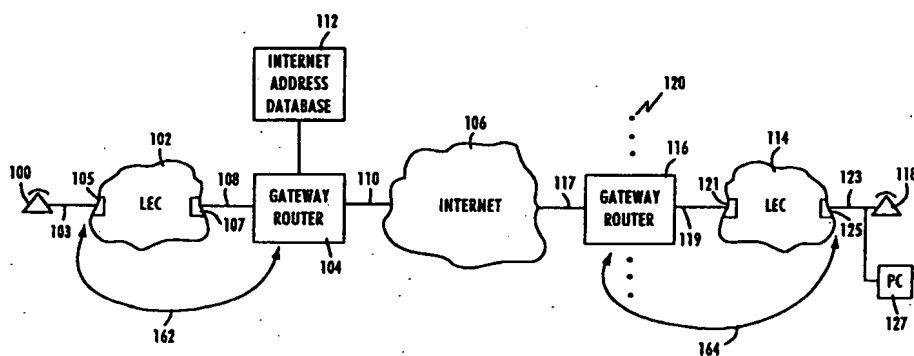 112
INTERNET
ADDRESS
DATABASE
120
106
102
116
114
100
105
108
110
117
121
123
118
LEC
GATEWAY
ROUTER
INTERNET
GATEWAY
ROUTER
LEC
103
107
104
119
125
PC
127
162
164